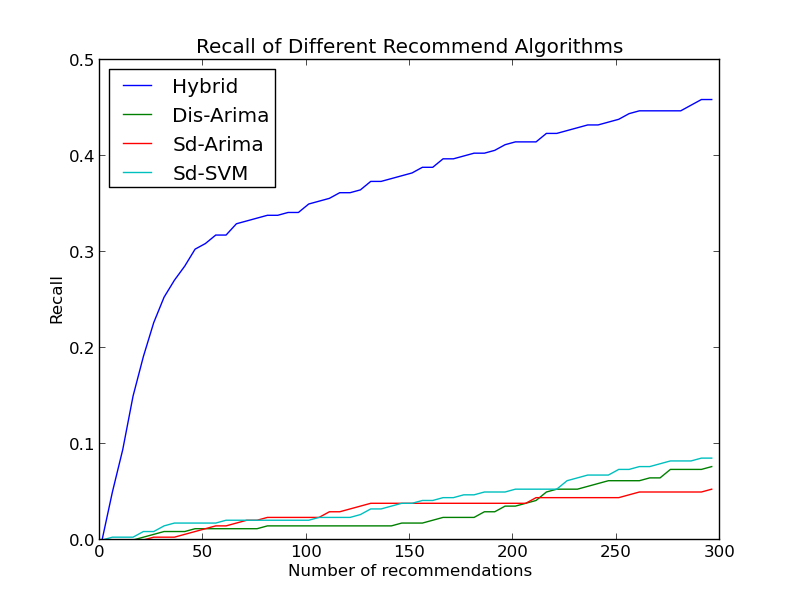 Recall of Different Recommend Algorithms
0.5
0.4
0.3
0.2
0.1
0.0
Recall
Hybrid
Dis-Arima
Sd-Arima
Sd-SVM
0 50 100 150 200 250 300
Number of recommendations